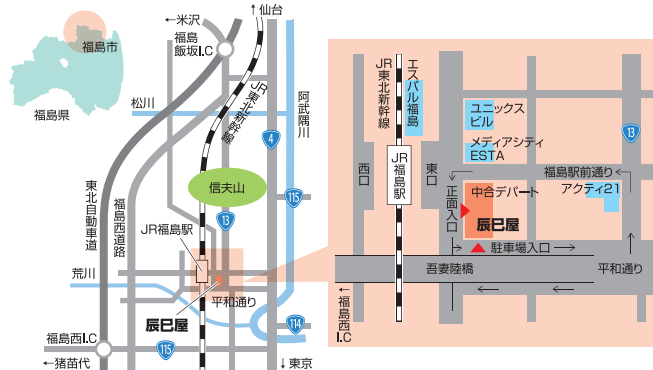 福島市
福島県
↑仙台
←米沢
福島
飯坂I.C
JR東北新幹線
松川
阿武隈川
4
信夫山
115
13
東北自動車道
福島西道路
JR福島駅
荒川
平和通り
辰巳屋
114
福島西I.C
115
←猪苗代
↓東京
JR東北新幹線
エスパル福島
ユニックス
ビル
13
メディアシティ
ESTA
西口
JR福島駅
東口
福島駅前通り
正面入口
中合デパート
アクティ21
辰巳屋
駐車場入口
吾妻陸橋
平和通り
←福島西I.C